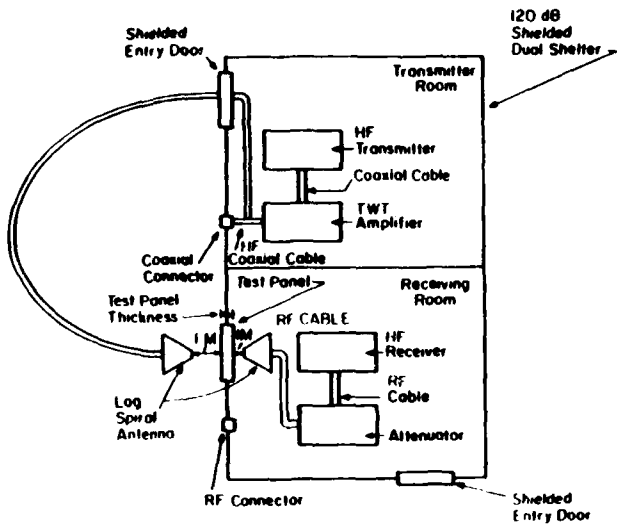 120 dB
Shielded
Dual Shelter
Shielded
Entry Door
Transmitter
Room
HF
Transmitter
Coaxial Cable
TWT
Amplifier
HF
Coaxial Cable
Coaxial
Connector
Test Panel
Receiving
Room
Test Panel
Thickness
RF CABLE
1 M
1M
HF
Receiver
RF
Cable
Log
Spiral
Antenna
Attenuator
RF Connector
Shielded
Entry Door